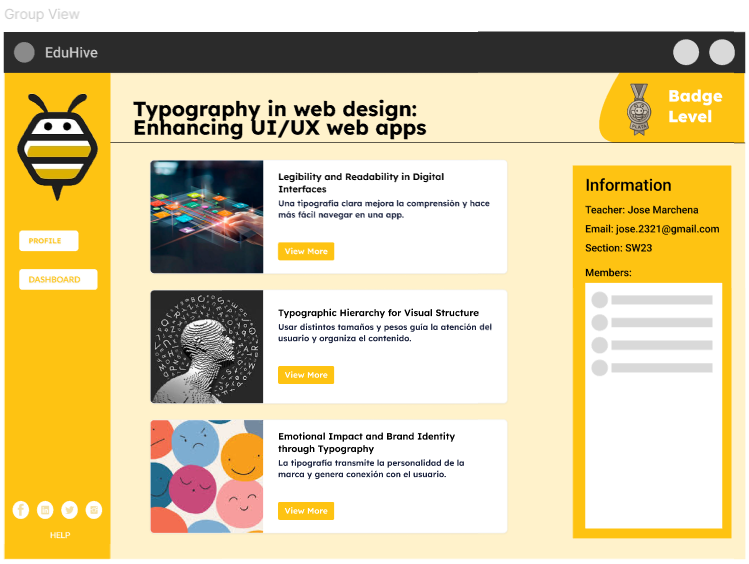 Group View
EduHive
Typography in web design:
Enhancing UI/UX web apps
Badge
Level
PLATA
PROFILE
DASHBOARD
HELP
Legibility and Readability in Digital
Interfaces
Una tipografía clara mejora la comprensión y hace
más fácil navegar en una app.
View More
Typographic Hierarchy for Visual Structure
Usar distintos tamaños y pesos guía la atención del
usuario y organiza el contenido.
View More
Emotional Impact and Brand Identity
through Typography
La tipografía transmite la personalidad de la
marca y genera conexión con el usuario.
View More
Information
Teacher: Jose Marchena
Email: jose.2321@gmail.com
Section: SW23
Members: